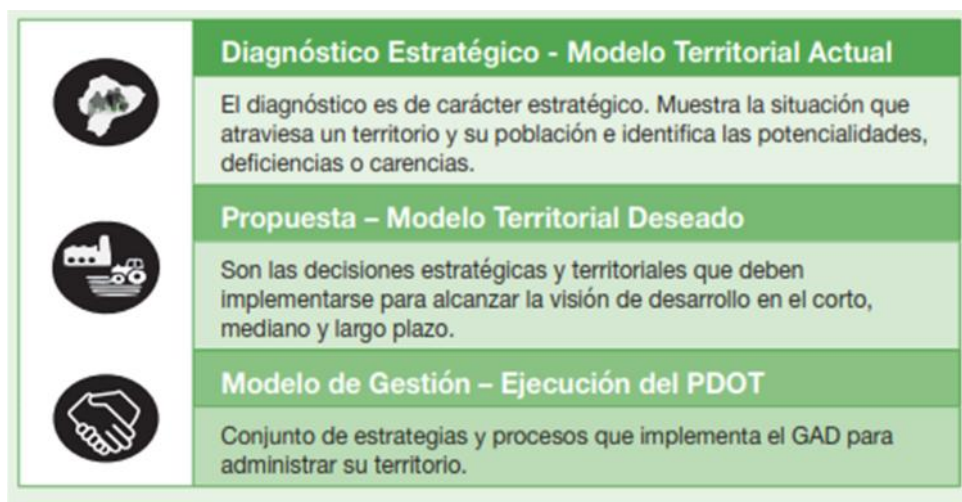 Diagnóstico Estratégico - Modelo Territorial Actual
El diagnóstico es de carácter estratégico. Muestra la situación que
atraviesa un territorio y su población e identifica las potencialidades,
deficiencias o carencias.
Propuesta – Modelo Territorial Deseado
Son las decisiones estratégicas y territoriales que deben
implementarse para alcanzar la visión de desarrollo en el corto,
mediano y largo plazo.
Modelo de Gestión – Ejecución del PDOT
Conjunto de estrategias y procesos que implementa el GAD para
administrar su territorio.